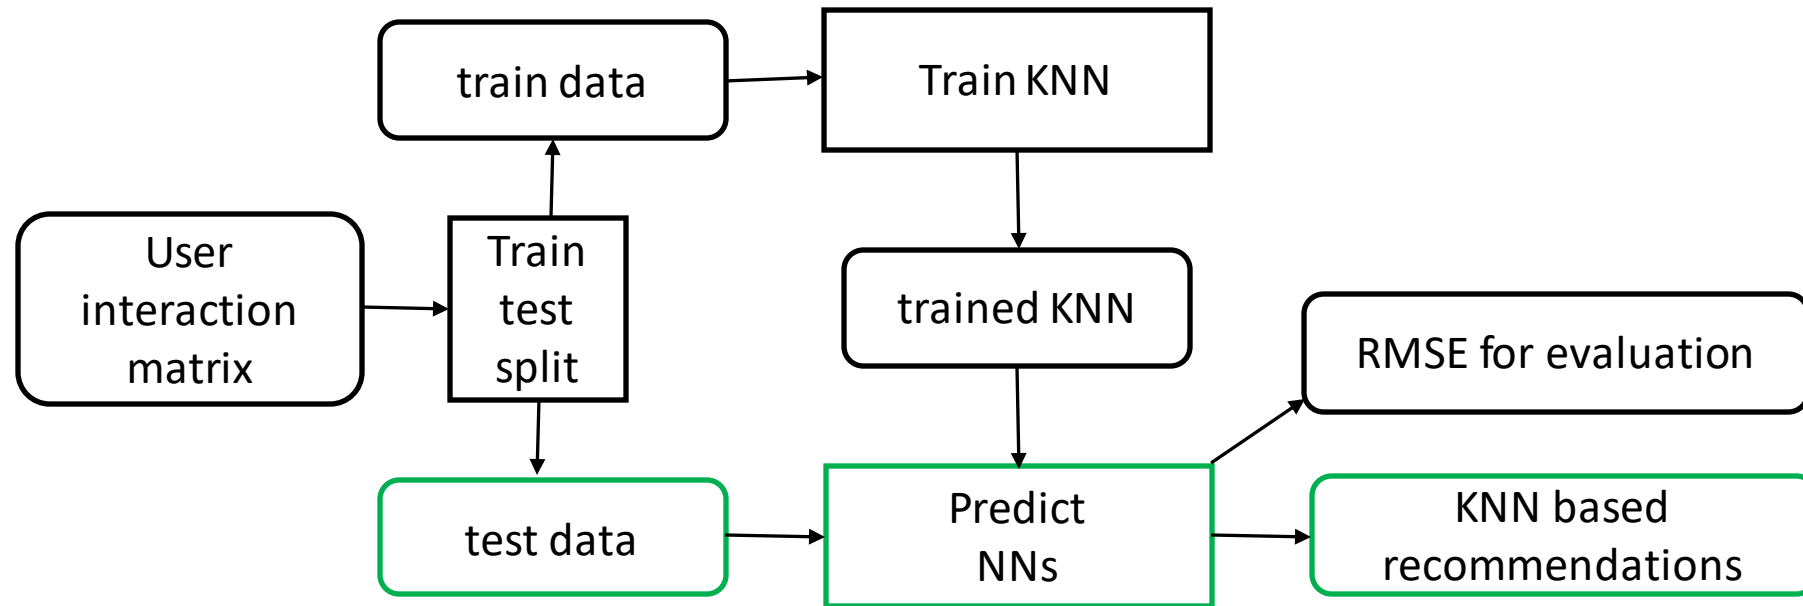 train data
Train KNN
User
interaction
matrix
Train
test
split
trained KNN
RMSE for evaluation
test data
Predict
NNs
KNN based
recommendations